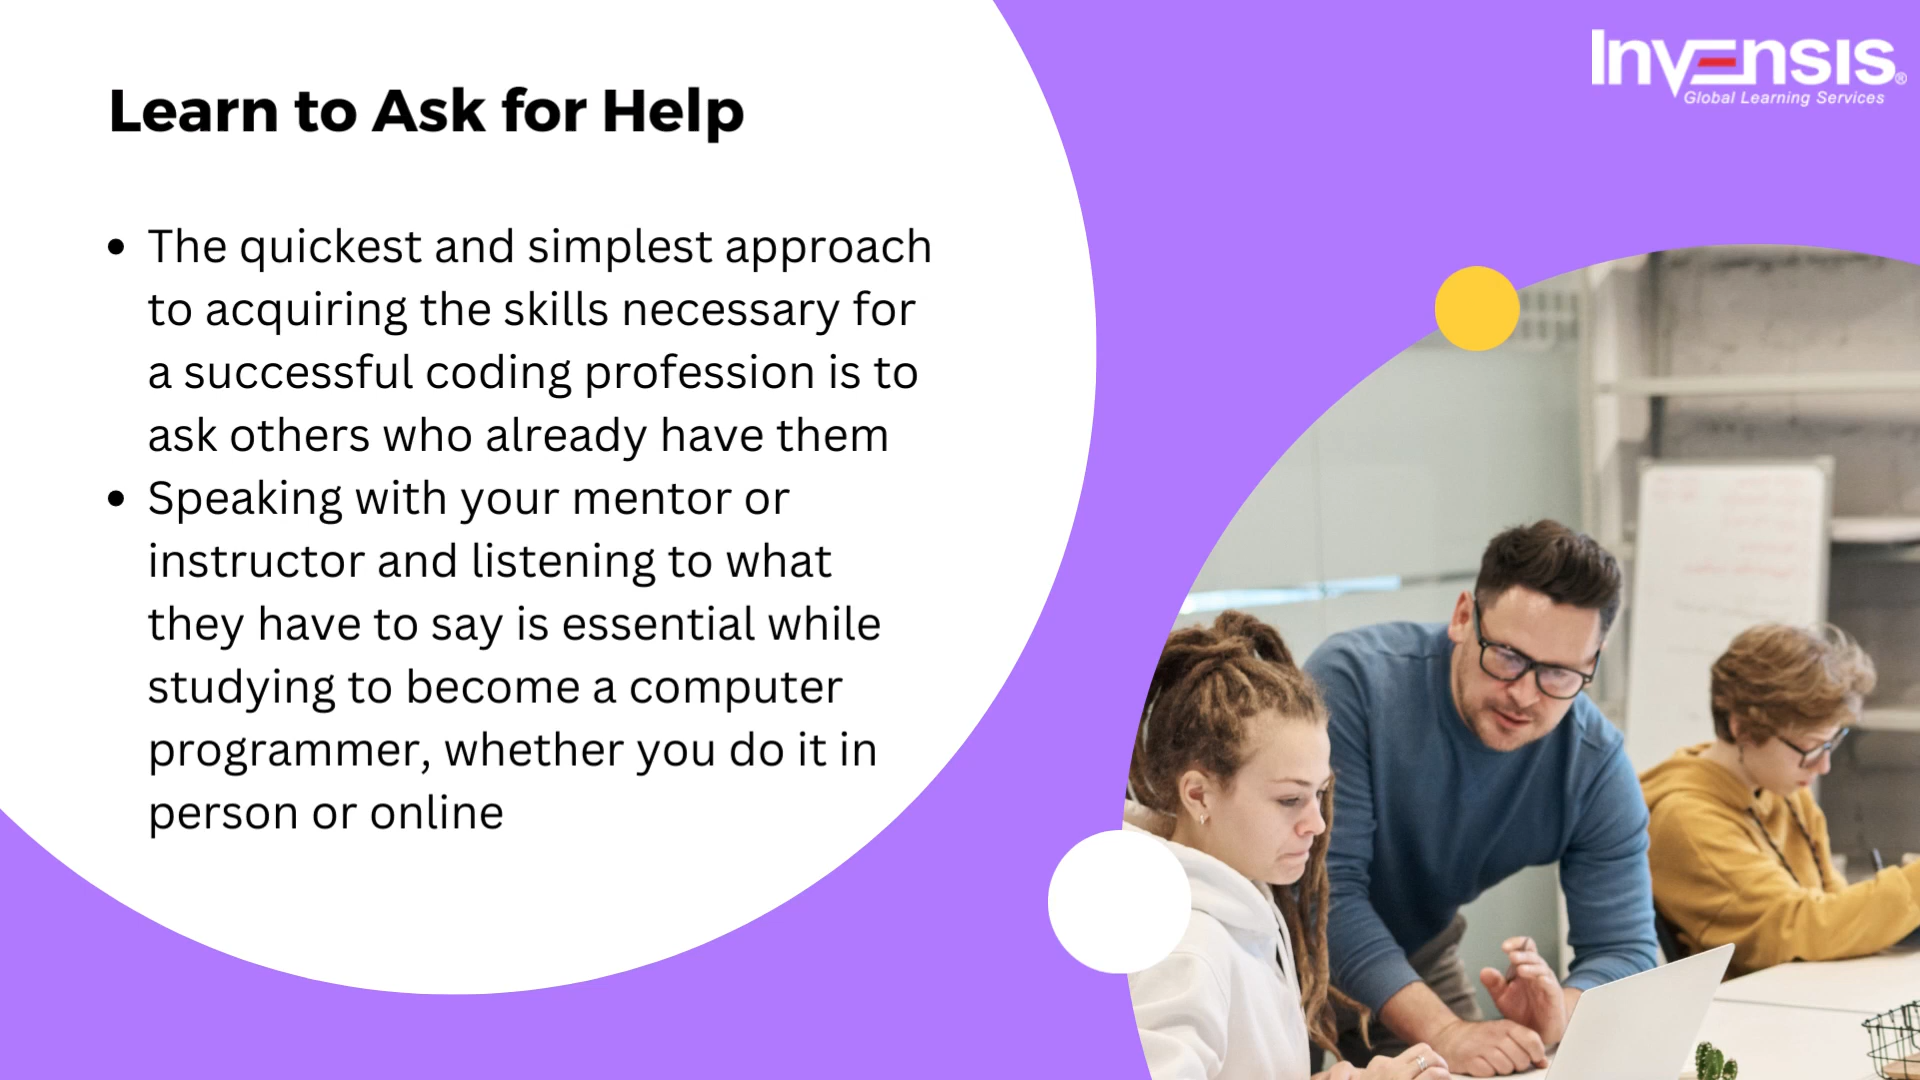 Invensis®
Global Learning Services
Learn to Ask for Help
• The quickest and simplest approach
to acquiring the skills necessary for
a successful coding profession is to
ask others who already have them
• Speaking with your mentor or
instructor and listening to what
they have to say is essential while
studying to become a computer
programmer, whether you do it in
person or online